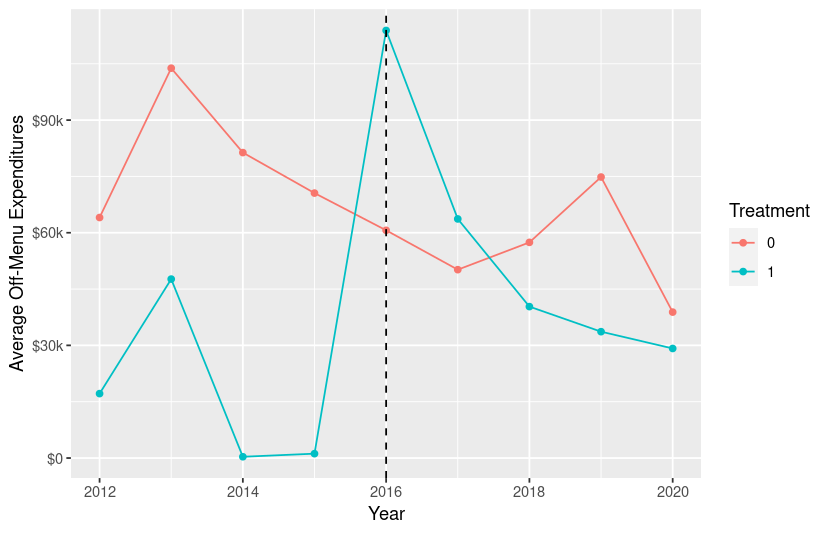 Average Off-Menu Expenditures
$90k
$60k
$30k
$0
2012
2014
2016
2018
2020
Year
Treatment
0
1